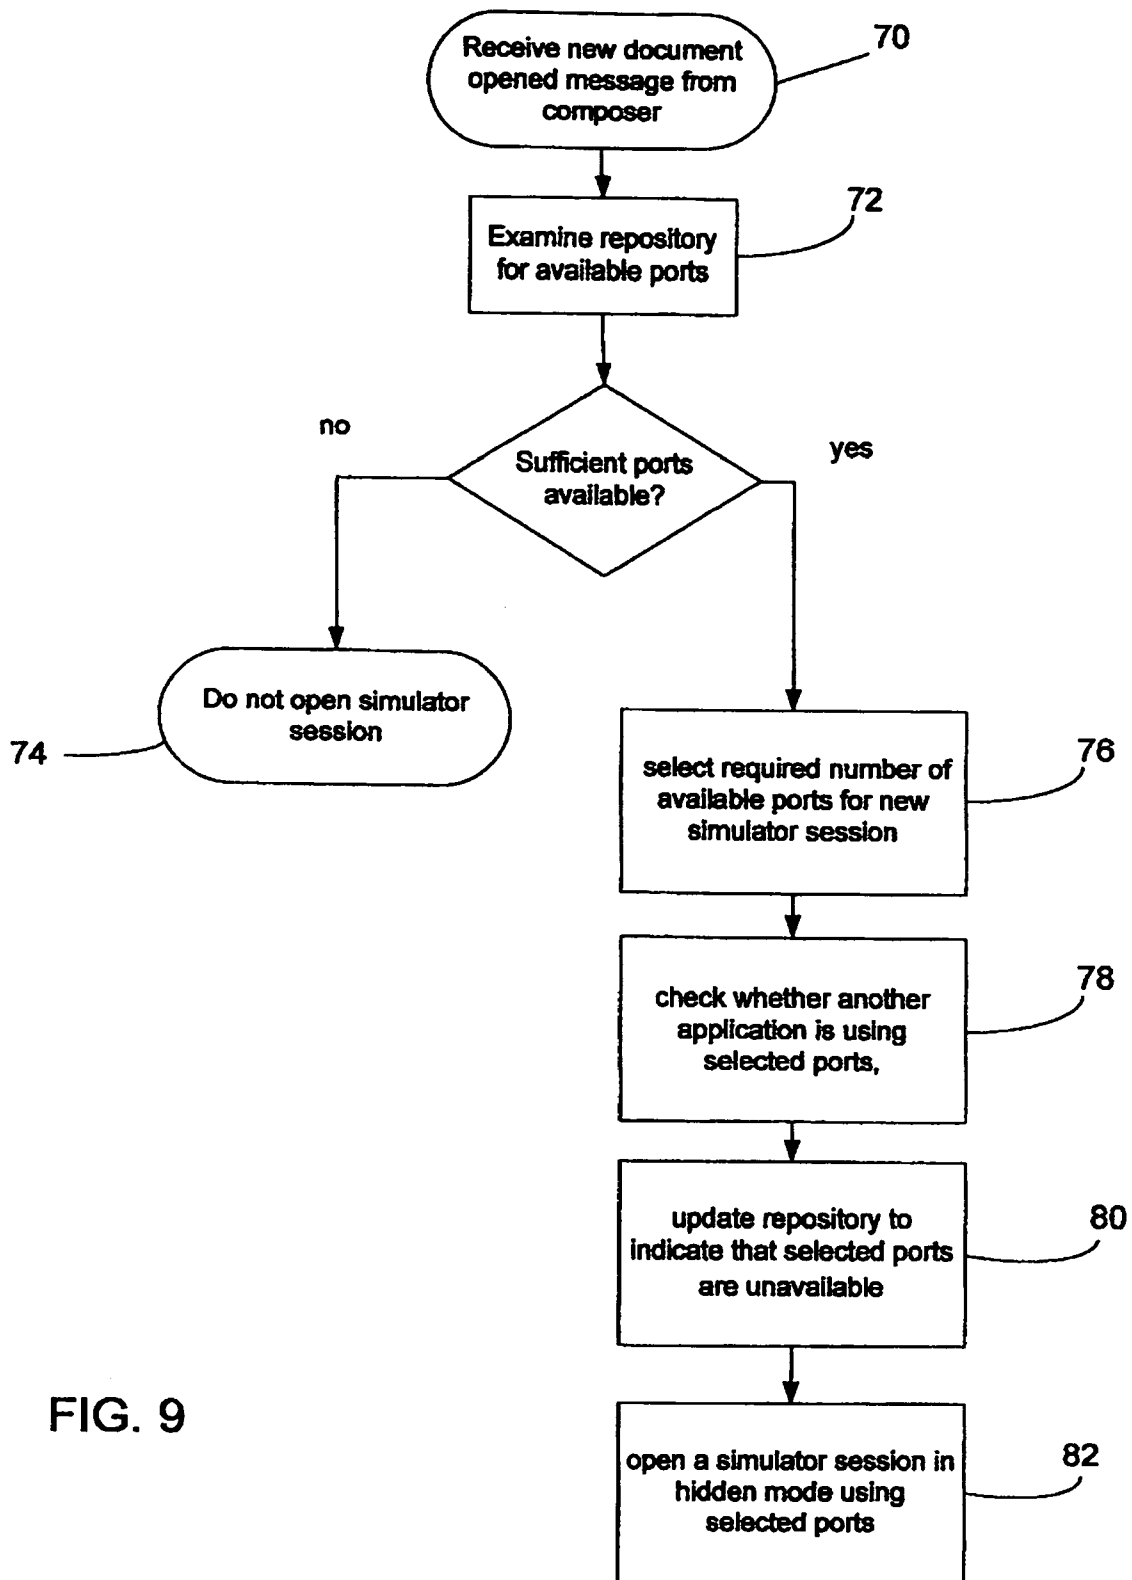 Receive new document
opened message from
composer
70
Examine repository
for available ports
72
Sufficient ports
available?
no
yes
Do not open simulator
session
74
select required number of
available ports for new
simulator session
76
check whether another
application is using
selected ports,
78
update repository to
indicate that selected ports
are unavailable
80
open a simulator session in
hidden mode using
selected ports
82
FIG. 9